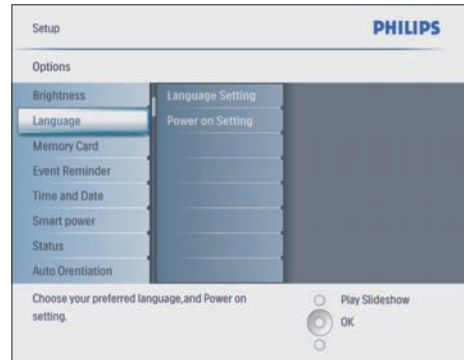 Setup
PHILIPS
Options
Brightness
Language Setting
Language
Power on Setting
Memory Card
Event Reminder
Time and Date
Smart power
Status
Auto Orentiation
Choose your preferred language,and Power on
setting.
Play Slideshow
OK